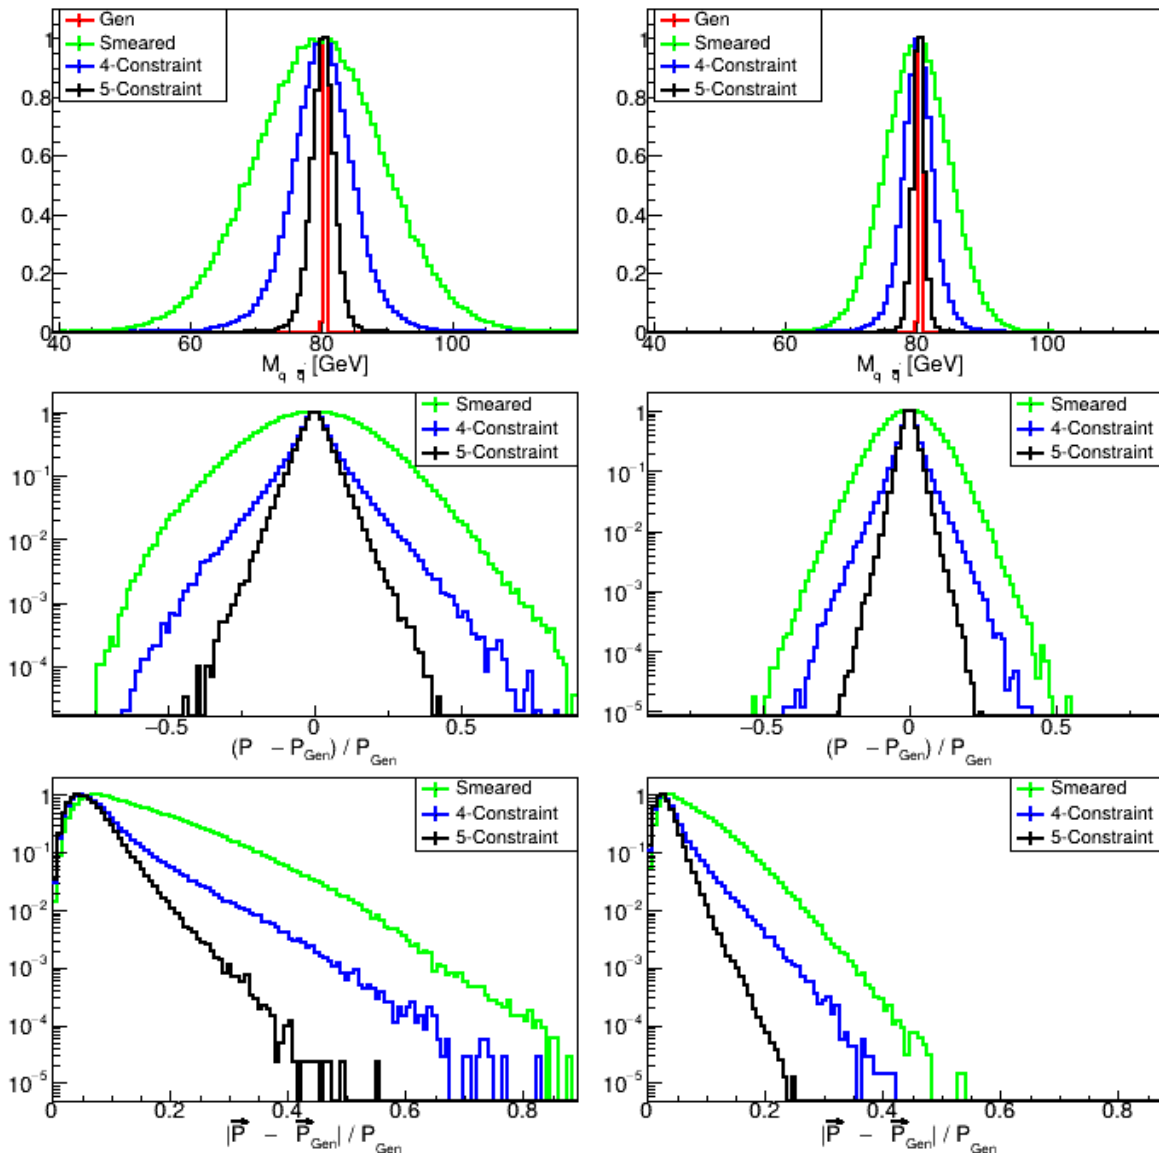 Gen
Smeared
4-Constraint
5-Constraint
1
0.8
0.6
0.4
0.2
0
40 60 80 100
M_q q̅ [GeV]
Gen
Smeared
4-Constraint
5-Constraint
1
0.8
0.6
0.4
0.2
0
40 60 80 100
M_q q̅ [GeV]
Smeared
4-Constraint
5-Constraint
1
10⁻¹
10⁻²
10⁻³
10⁻⁴
−0.5 0 0.5
(P − P_Gen) / P_Gen
Smeared
4-Constraint
5-Constraint
1
10⁻¹
10⁻²
10⁻³
10⁻⁴
10⁻⁵
−0.5 0 0.5
(P − P_Gen) / P_Gen
Smeared
4-Constraint
5-Constraint
1
10⁻¹
10⁻²
10⁻³
10⁻⁴
10⁻⁵
0 0.2 0.4 0.6 0.8
|P⃗ − P⃗_Gen| / P_Gen
Smeared
4-Constraint
5-Constraint
1
10⁻¹
10⁻²
10⁻³
10⁻⁴
10⁻⁵
0 0.2 0.4 0.6 0.8
|P⃗ − P⃗_Gen| / P_Gen